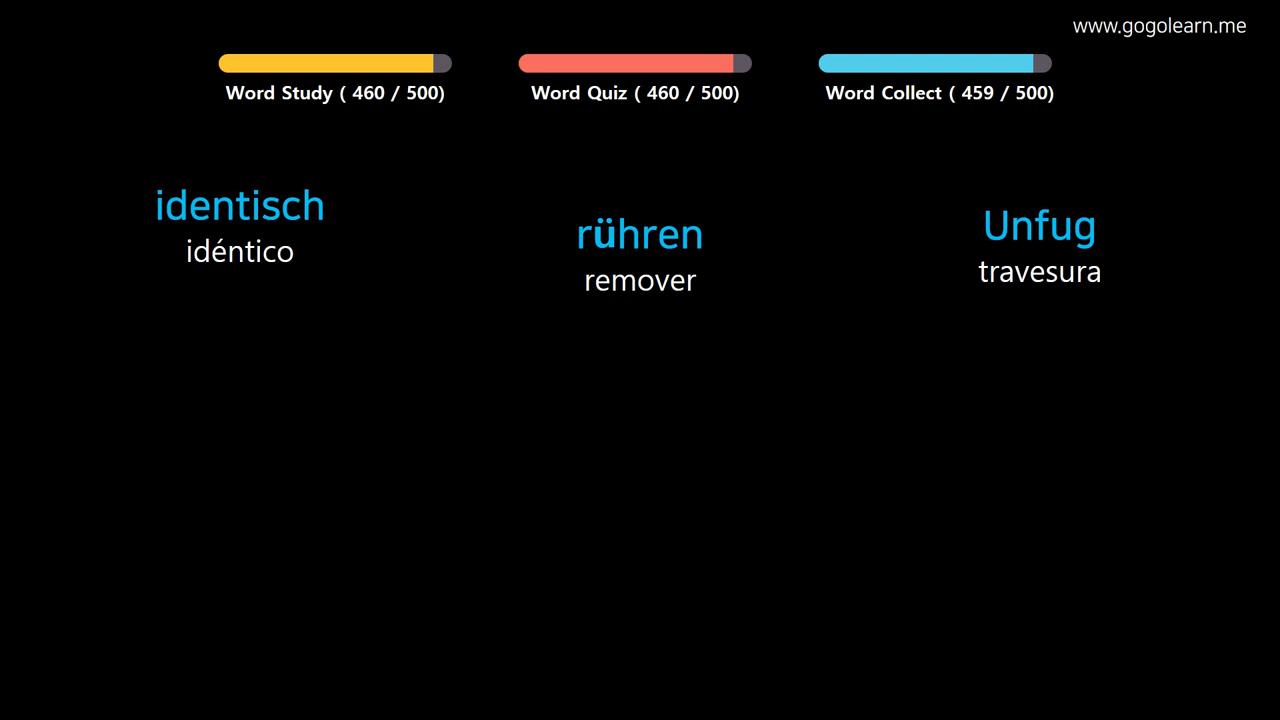 www.gogolearn.me
Word Study ( 460 / 500)
Word Quiz ( 460 / 500)
Word Collect ( 459 / 500)
identisch
idéntico
rühren
remover
Unfug
travesura